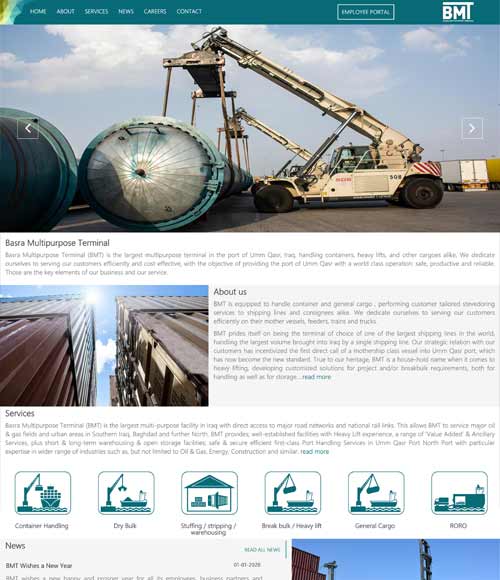 HOME ABOUT SERVICES NEWS CAREERS CONTACT EMPLOYEE PORTAL BMT
Basra Multipurpose Terminal
Basra Multipurpose Terminal (BMT) is the largest multipurpose terminal in the port of Umm Qasr, Iraq, handling containers, heavy lifts, and other cargoes alike, We dedicate
ourselves to serving our customers efficiently and cost effective, with the objective of providing the port of Umm Qasr with a world class operation: safe, productive and reliable.
Those are the key elements of our business and our service.
About us
BMT is equipped to handle container and general cargo , performing customer tailored stevedoring
services to shipping lines and consignees alike. We dedicate ourselves to serving our customers
efficiently on their mother vessels, feeders, trains and trucks
BMT prides itself on being the terminal of choice of one of the largest shipping lines in the world,
handling the largest volume brought into Iraq by a single shipping line. Our strategic relation with our
customers has incentivized the first direct call of a mothership class vessel into Umm Qasr port, which
has now become the new standard. True to our heritage, BMT is a house-hold name when it comes to
heavy lifting, developing customized solutions for project and/or breakbulk requirements, both for
handling as well as for storage....read more
Services
Basra Multipurpose Terminal (BMT) is the largest multi-purpose facility in Iraq with direct access to major road networks and national rail links. This allows BMT to service major oil
& gas fields and urban areas in Southern Iraq, Baghdad and further North. BMT provides; well-established facilities with Heavy Lift experience, a range of 'Value Added' & Ancillary
Services, plus short & long-term warehousing & open storage facilities; safe & secure efficient first-class Port Handling Services in Umm Qasr Port North Port with particular
expertise in wider range of industries such as, but not limited to Oil & Gas, Energy, Construction and similar. read more
Container Handling Dry Bulk Stuffing / stripping / Break bulk / Heavy lift General Cargo RORO
warehousing
News READ ALL NEWS
BMT Wishes a New Year 01-01-2020
BMT wishes a new happy and prosper year for all its employees, business partners and